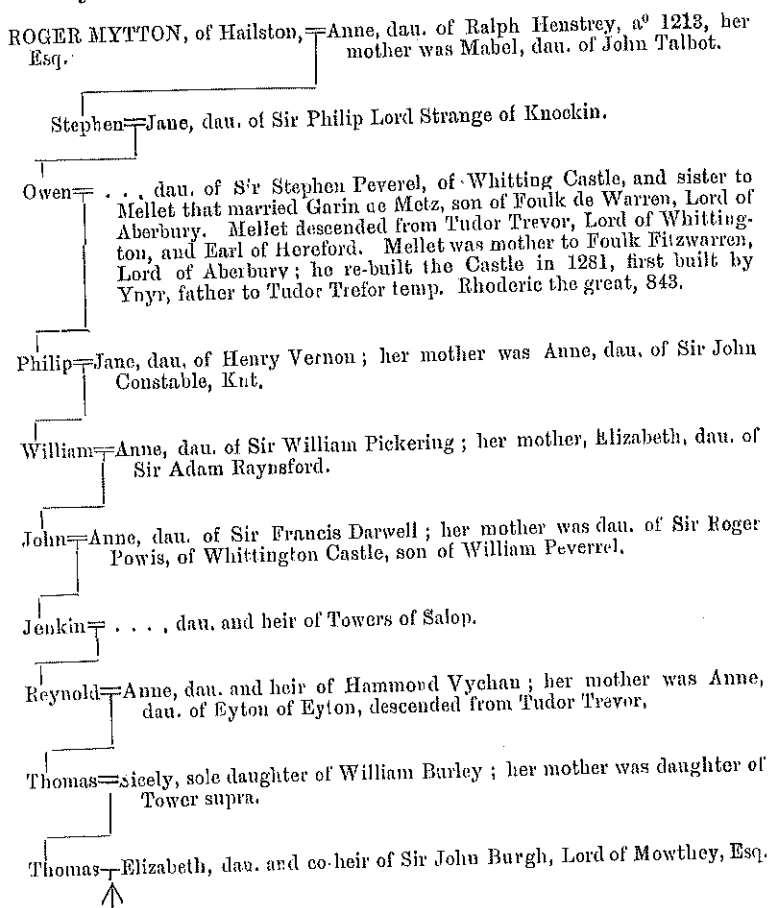 ROGER MYTTON, of Hailston, = Anne, dau. of Ralph Henstrey, aº 1213, her
Esq. mother was Mabel, dau. of John Talbot.
Stephen = Jane, dau. of Sir Philip Lord Strange of Knockin.
Owen = . . . dau. of S'r Stephen Peverel, of Whitting Castle, and sister to
Mellet that married Garin de Metz, son of Foulk de Warren, Lord of
Aberbury. Mellet descended from Tudor Trevor, Lord of Whitting-
ton, and Earl of Hereford. Mellet was mother to Foulk Fitzwarren,
Lord of Aberbury; he re-built the Castle in 1281, first built by
Ynyr, father to Tudor Trefor temp. Rhoderic the great, 843.
Philip = Jane, dau. of Henry Vernon; her mother was Anne, dau. of Sir John
Constable, Knt.
William = Anne, dau. of Sir William Pickering; her mother, Elizabeth, dau. of
Sir Adam Raynsford.
John = Anne, dau. of Sir Francis Darwell; her mother was dau. of Sir Roger
Powis, of Whittington Castle, son of William Peverrel.
Jenkin = . . . , dau. and heir of Towers of Salop.
Reynold = Anne, dau. and heir of Hammond Vychan; her mother was Anne,
dau. of Eyton of Eyton, descended from Tudor Trevor.
Thomas = sicely, sole daughter of William Burley; her mother was daughter of
Tower supra.
Thomas = Elizabeth, dau. and co-heir of Sir John Burgh, Lord of Mowthey, Esq.